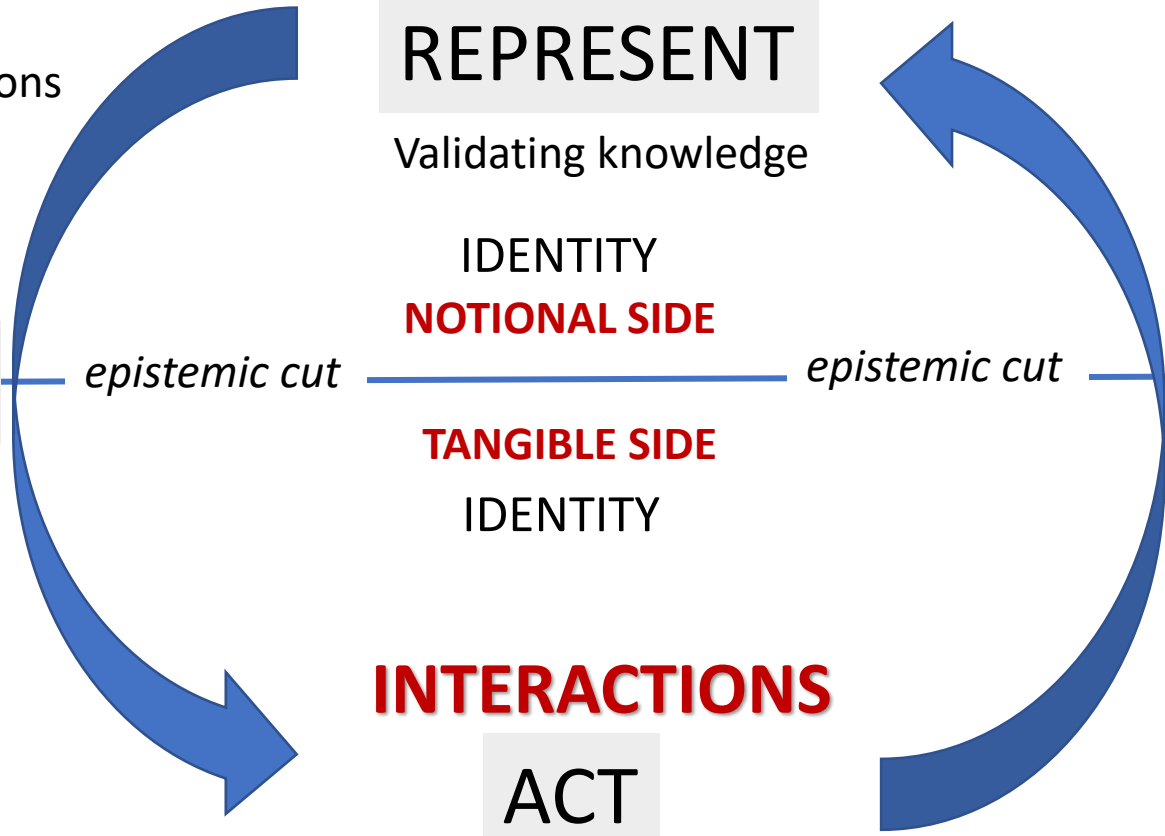 REPRESENT
ons
Validating knowledge
IDENTITY
NOTIONAL SIDE
epistemic cut
epistemic cut
TANGIBLE SIDE
IDENTITY
INTERACTIONS
ACT